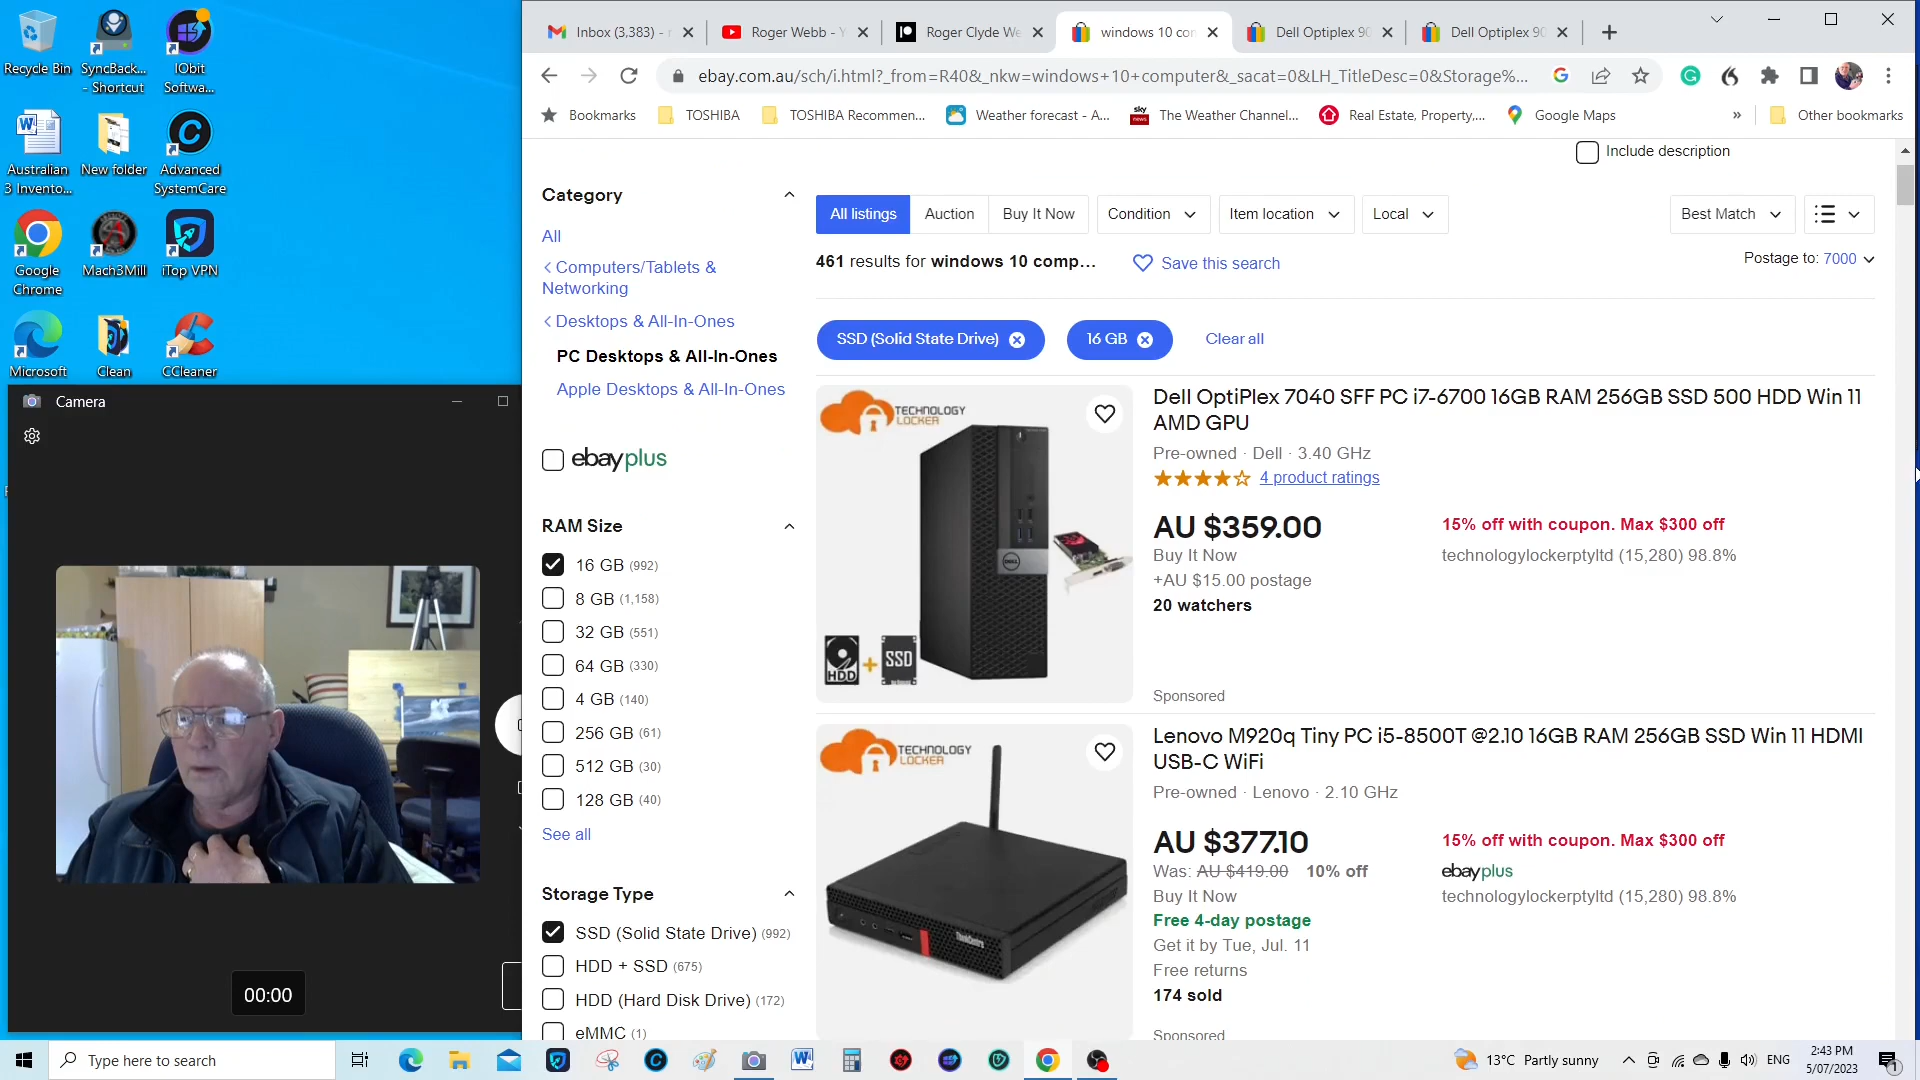 Recycle Bin
SyncBack...
- Shortcut
IObit
Softwa...
Australian
3 Invento...
New folder
Advanced
SystemCare
Google
Chrome
Mach3Mill
iTop VPN
Microsoft
Clean
CCleaner
Camera
00:00
Inbox (3,383) - r
Roger Webb - Y
Roger Clyde We
windows 10 com
Dell Optiplex 90
Dell Optiplex 90
ebay.com.au/sch/i.html?_from=R40&_nkw=windows+10+computer&_sacat=0&LH_TitleDesc=0&Storage%...
Bookmarks
TOSHIBA
TOSHIBA Recommen...
Weather forecast - A...
The Weather Channel...
Real Estate, Property,...
Google Maps
»
Other bookmarks
Include description
Category
All
Computers/Tablets &
Networking
Desktops & All-In-Ones
PC Desktops & All-In-Ones
Apple Desktops & All-In-Ones
ebayplus
RAM Size
16 GB (992)
8 GB (1,158)
32 GB (551)
64 GB (330)
4 GB (140)
256 GB (61)
512 GB (30)
128 GB (40)
See all
Storage Type
SSD (Solid State Drive) (992)
HDD + SSD (675)
HDD (Hard Disk Drive) (172)
eMMC (1)
All listings
Auction
Buy It Now
Condition
Item location
Local
Best Match
461 results for windows 10 comp...
Save this search
Postage to: 7000
SSD (Solid State Drive)
16 GB
Clear all
TECHNOLOGY
LOCKER
DELL
HDD + SSD
Dell OptiPlex 7040 SFF PC i7-6700 16GB RAM 256GB SSD 500 HDD Win 11
AMD GPU
Pre-owned · Dell · 3.40 GHz
4 product ratings
AU $359.00
15% off with coupon. Max $300 off
Buy It Now
technologylockerptyltd (15,280) 98.8%
+AU $15.00 postage
20 watchers
Sponsored
TECHNOLOGY
LOCKER
ThinkCentre
Lenovo M920q Tiny PC i5-8500T @2.10 16GB RAM 256GB SSD Win 11 HDMI
USB-C WiFi
Pre-owned · Lenovo · 2.10 GHz
AU $377.10
15% off with coupon. Max $300 off
Was: AU $419.00 10% off
ebayplus
Buy It Now
technologylockerptyltd (15,280) 98.8%
Free 4-day postage
Get it by Tue, Jul. 11
Free returns
174 sold
Sponsored
Type here to search
13°C Partly sunny
ENG
2:43 PM
5/07/2023
1